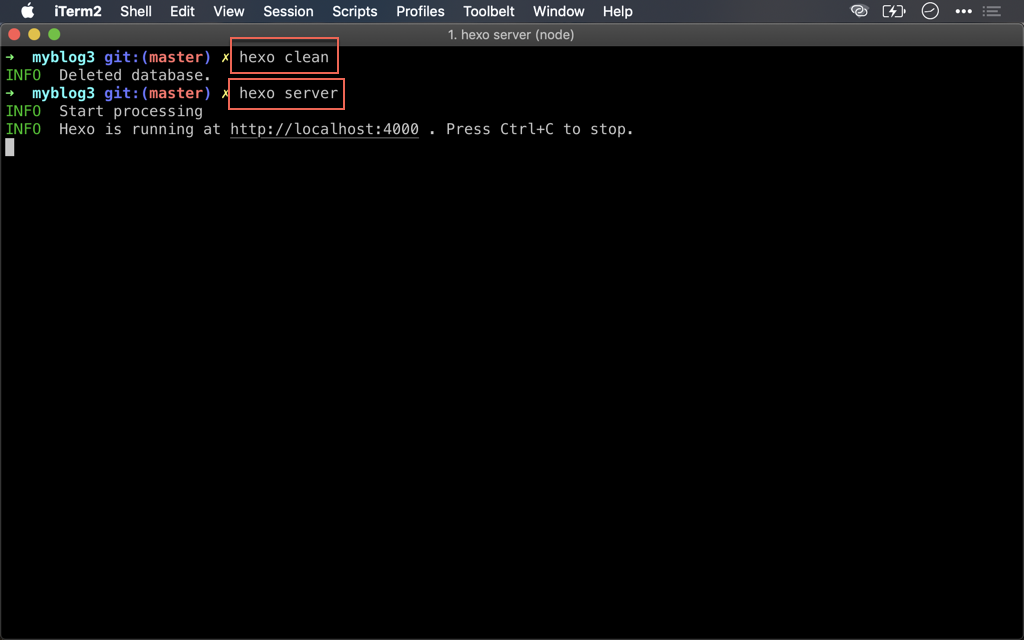 iTerm2 Shell Edit View Session Scripts Profiles Toolbelt Window Help
1. hexo server (node)
➜ myblog3 git:(master) ✗ hexo clean
INFO Deleted database.
➜ myblog3 git:(master) ✗ hexo server
INFO Start processing
INFO Hexo is running at http://localhost:4000 . Press Ctrl+C to stop.